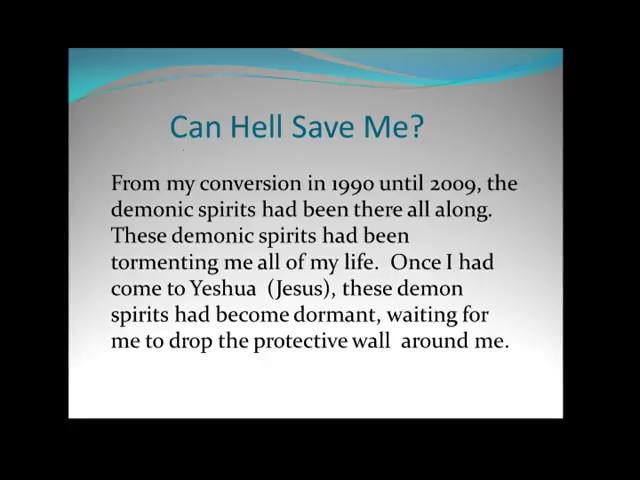 Can Hell Save Me?
From my conversion in 1990 until 2009, the
demonic spirits had been there all along.
These demonic spirits had been
tormenting me all of my life.  Once I had
come to Yeshua  (Jesus), these demon
spirits had become dormant, waiting for
me to drop the protective wall  around me.